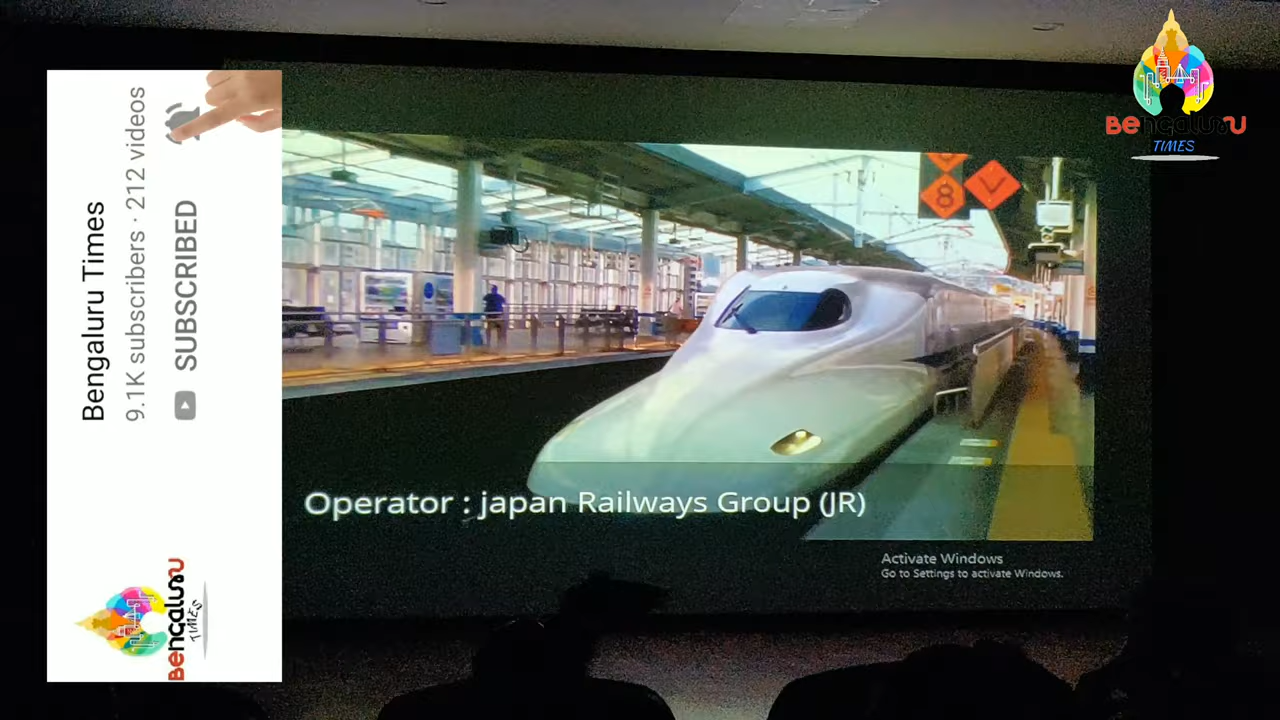 Bengaluru Times
9.1K subscribers · 212 videos
SUBSCRIBED
BENGALURU
TIMES
8
Operator : japan Railways Group (JR)
Activate Windows
Go to Settings to activate Windows.
BENGALURU
TIMES